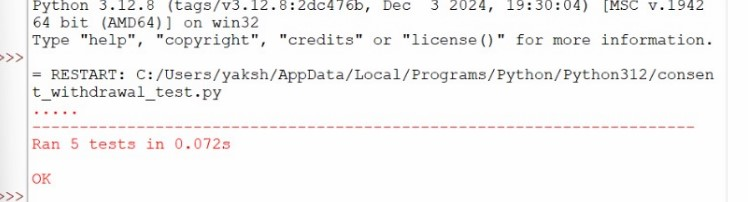 Python 3.12.8 (tags/v3.12.8:2dc476b, Dec  3 2024, 19:30:04) [MSC v.1942
64 bit (AMD64)] on win32
Type "help", "copyright", "credits" or "license()" for more information.
>>>
= RESTART: C:/Users/yaksh/AppData/Local/Programs/Python/Python312/consen
t_withdrawal_test.py
.....
----------------------------------------------------------------------
Ran 5 tests in 0.072s
OK
>>>